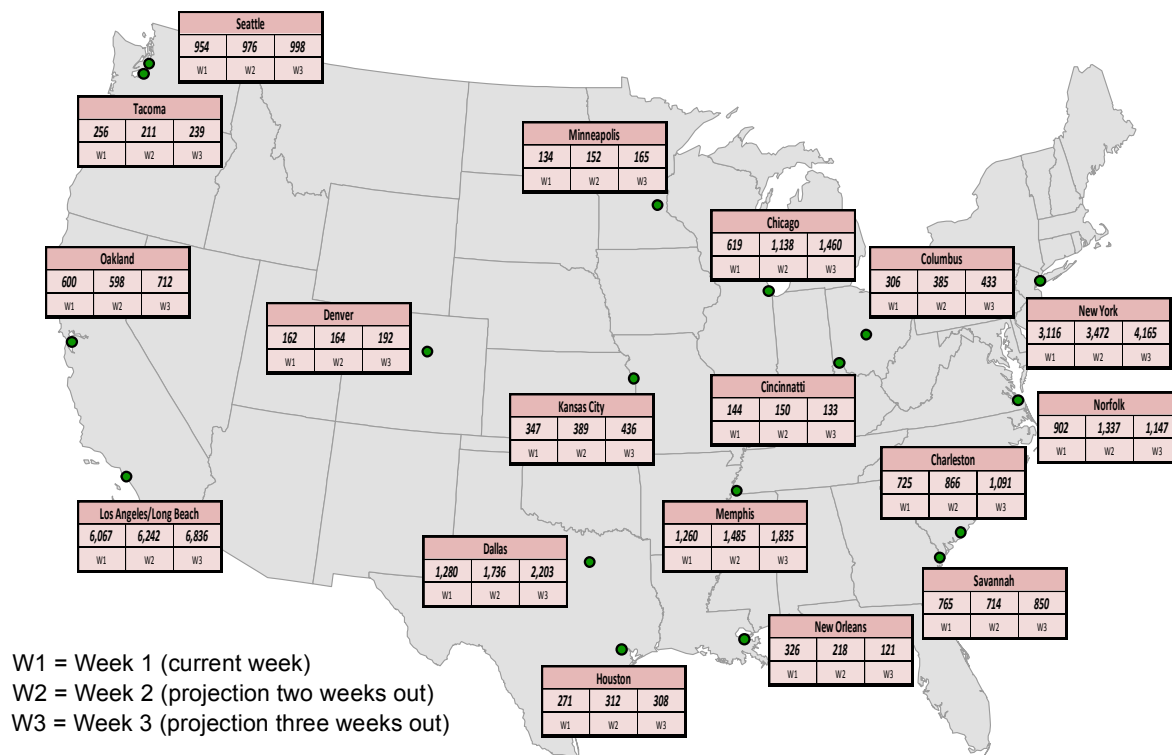 Seattle
954 976 998
W1 W2 W3
Tacoma
256 211 239
W1 W2 W3
Minneapolis
134 152 165
W1 W2 W3
Chicago
619 1,138 1,460
W1 W2 W3
Oakland
600 598 712
W1 W2 W3
Columbus
306 385 433
W1 W2 W3
Denver
162 164 192
W1 W2 W3
New York
3,116 3,472 4,165
W1 W2 W3
Cincinnatti
144 150 133
W1 W2 W3
Kansas City
347 389 436
W1 W2 W3
Norfolk
902 1,337 1,147
W1 W2 W3
Charleston
725 866 1,091
W1 W2 W3
Los Angeles/Long Beach
6,067 6,242 6,836
W1 W2 W3
Memphis
1,260 1,485 1,835
W1 W2 W3
Dallas
1,280 1,736 2,203
W1 W2 W3
Savannah
765 714 850
W1 W2 W3
New Orleans
326 218 121
W1 W2 W3
Houston
271 312 308
W1 W2 W3
W1 = Week 1 (current week)
W2 = Week 2 (projection two weeks out)
W3 = Week 3 (projection three weeks out)